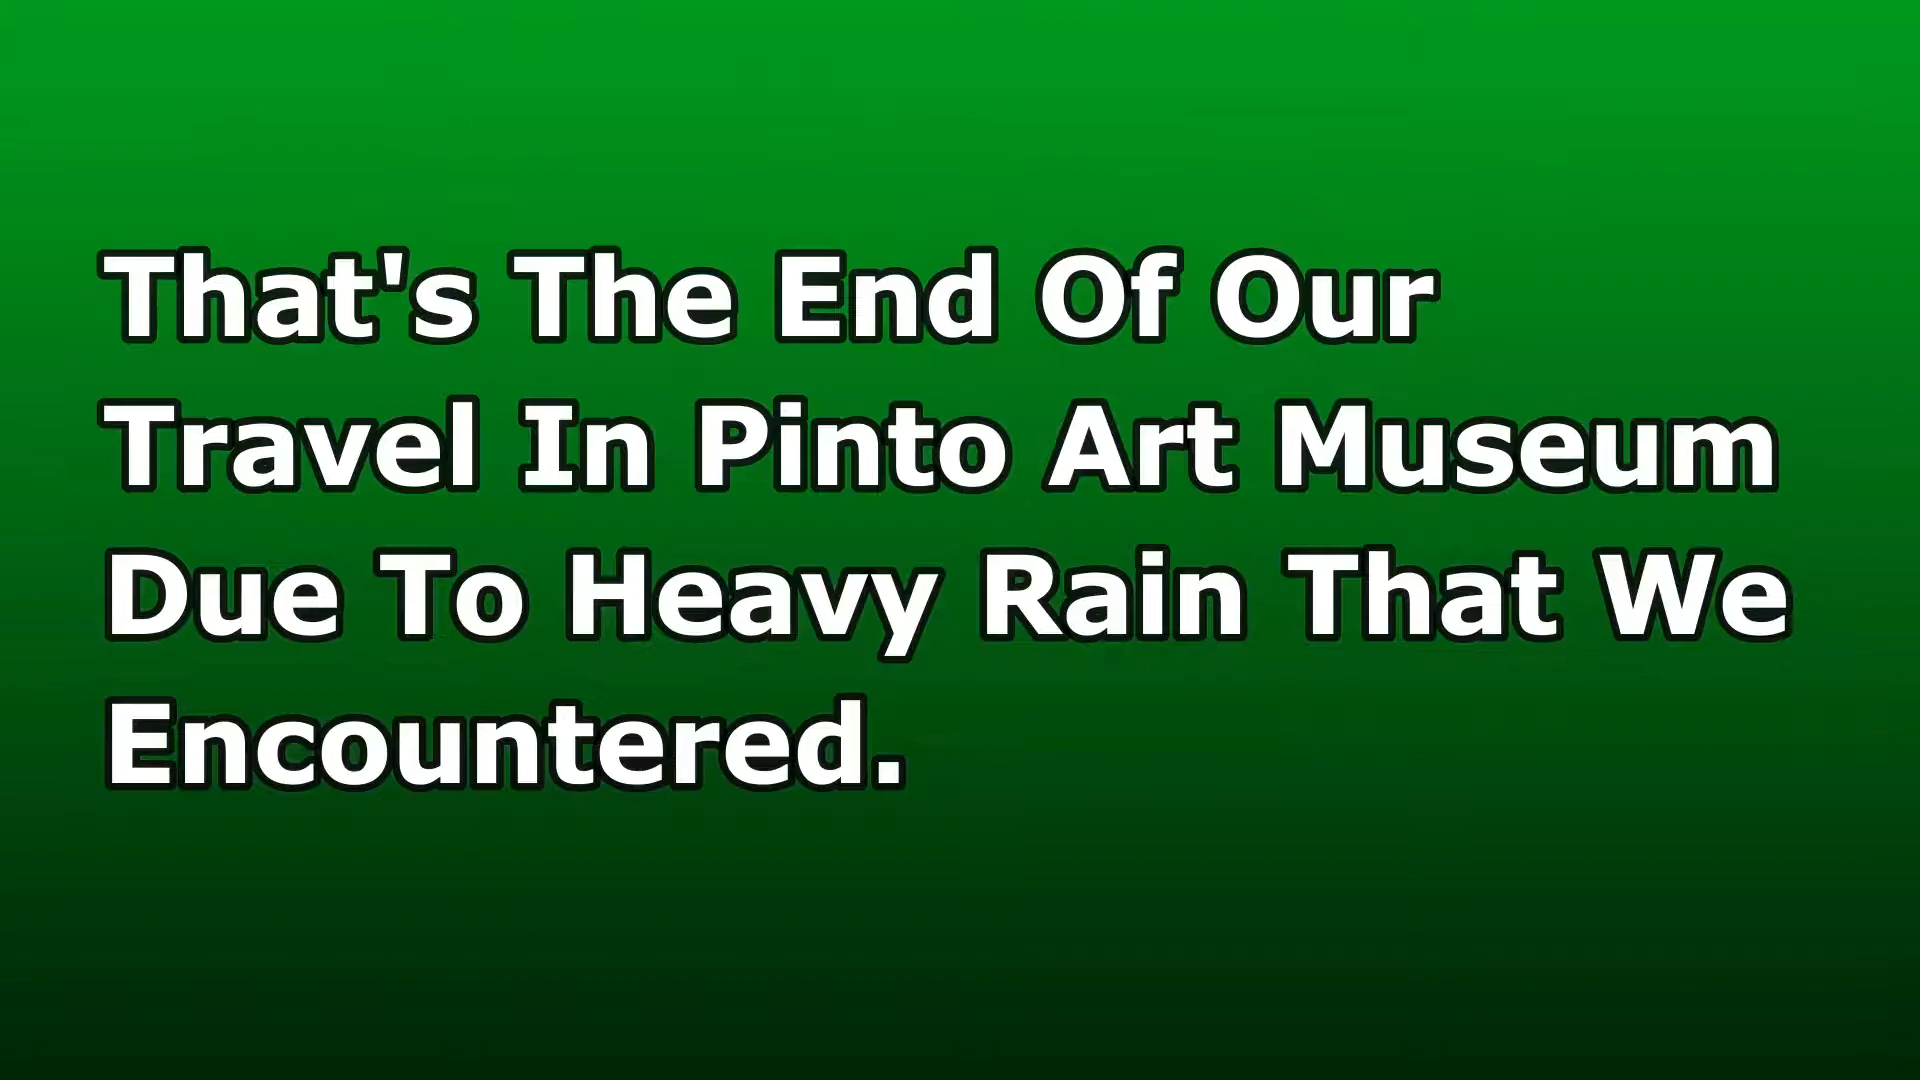 That's The End Of Our
Travel In Pinto Art Museum
Due To Heavy Rain That We
Encountered.